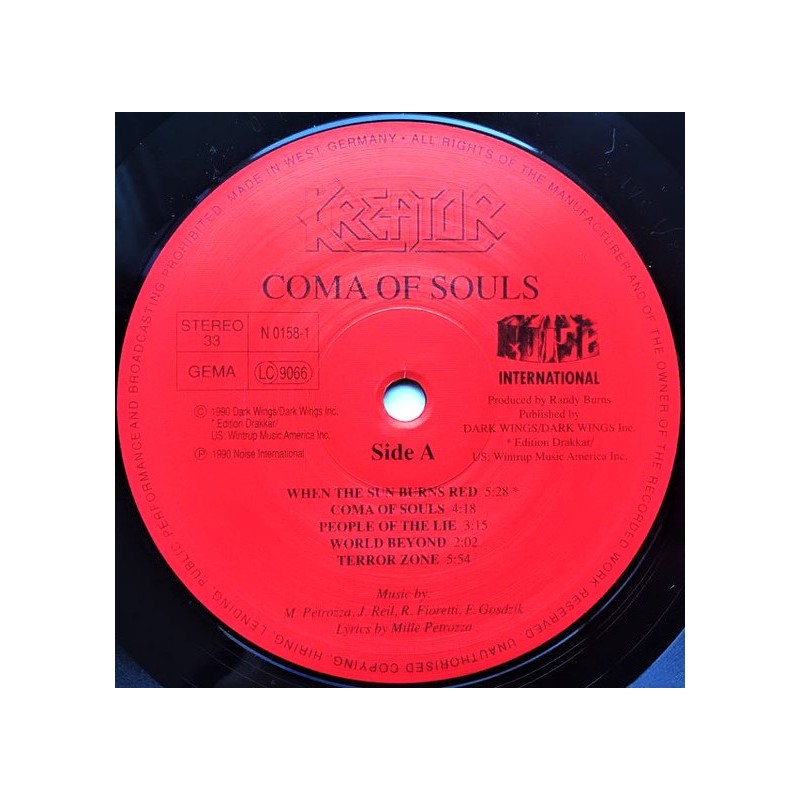 UNAUTHORISED COPYING, HIRING, LENDING, PUBLIC PERFORMANCE AND BROADCASTING PROHIBITED. MADE IN WEST GERMANY • ALL RIGHTS OF THE MANUFACTURER AND OF THE OWNER OF THE RECORDED WORK RESERVED.
KREATOR
COMA OF SOULS
STEREO
33
N 0158-1
GEMA
LC 9066
NOISE
INTERNATIONAL
© 1990 Dark Wings/Dark Wings Inc.
* Edition Drakkar/
US: Wintrup Music America Inc.
℗ 1990 Noise International
Produced by Randy Burns
Published by
DARK WINGS/DARK WINGS Inc.
* Edition Drakkar/
US: Wintrup Music America Inc.
Side A
WHEN THE SUN BURNS RED 5:28 *
COMA OF SOULS 4:18
PEOPLE OF THE LIE 3:15
WORLD BEYOND 2:02
TERROR ZONE 5:54
Music by:
M. Petrozza, J. Reil, R. Fioretti, F. Gosdzik
Lyrics by Mille Petrozza